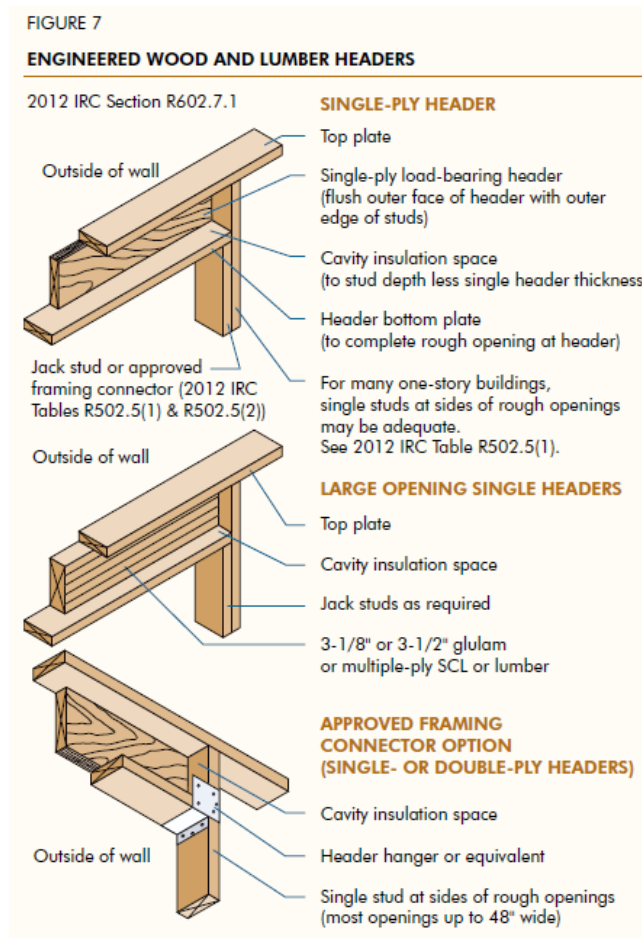 FIGURE 7
ENGINEERED WOOD AND LUMBER HEADERS
2012 IRC Section R602.7.1
SINGLE-PLY HEADER
Top plate
Outside of wall
Single-ply load-bearing header
(flush outer face of header with outer
edge of studs)
Cavity insulation space
(to stud depth less single header thickness
Header bottom plate
(to complete rough opening at header)
Jack stud or approved
framing connector (2012 IRC
Tables R502.5(1) & R502.5(2))
For many one-story buildings,
single studs at sides of rough openings
may be adequate.
See 2012 IRC Table R502.5(1).
Outside of wall
LARGE OPENING SINGLE HEADERS
Top plate
Cavity insulation space
Jack studs as required
3-1/8" or 3-1/2" glulam
or multiple-ply SCL or lumber
APPROVED FRAMING
CONNECTOR OPTION
(SINGLE- OR DOUBLE-PLY HEADERS)
Cavity insulation space
Outside of wall
Header hanger or equivalent
Single stud at sides of rough openings
(most openings up to 48" wide)